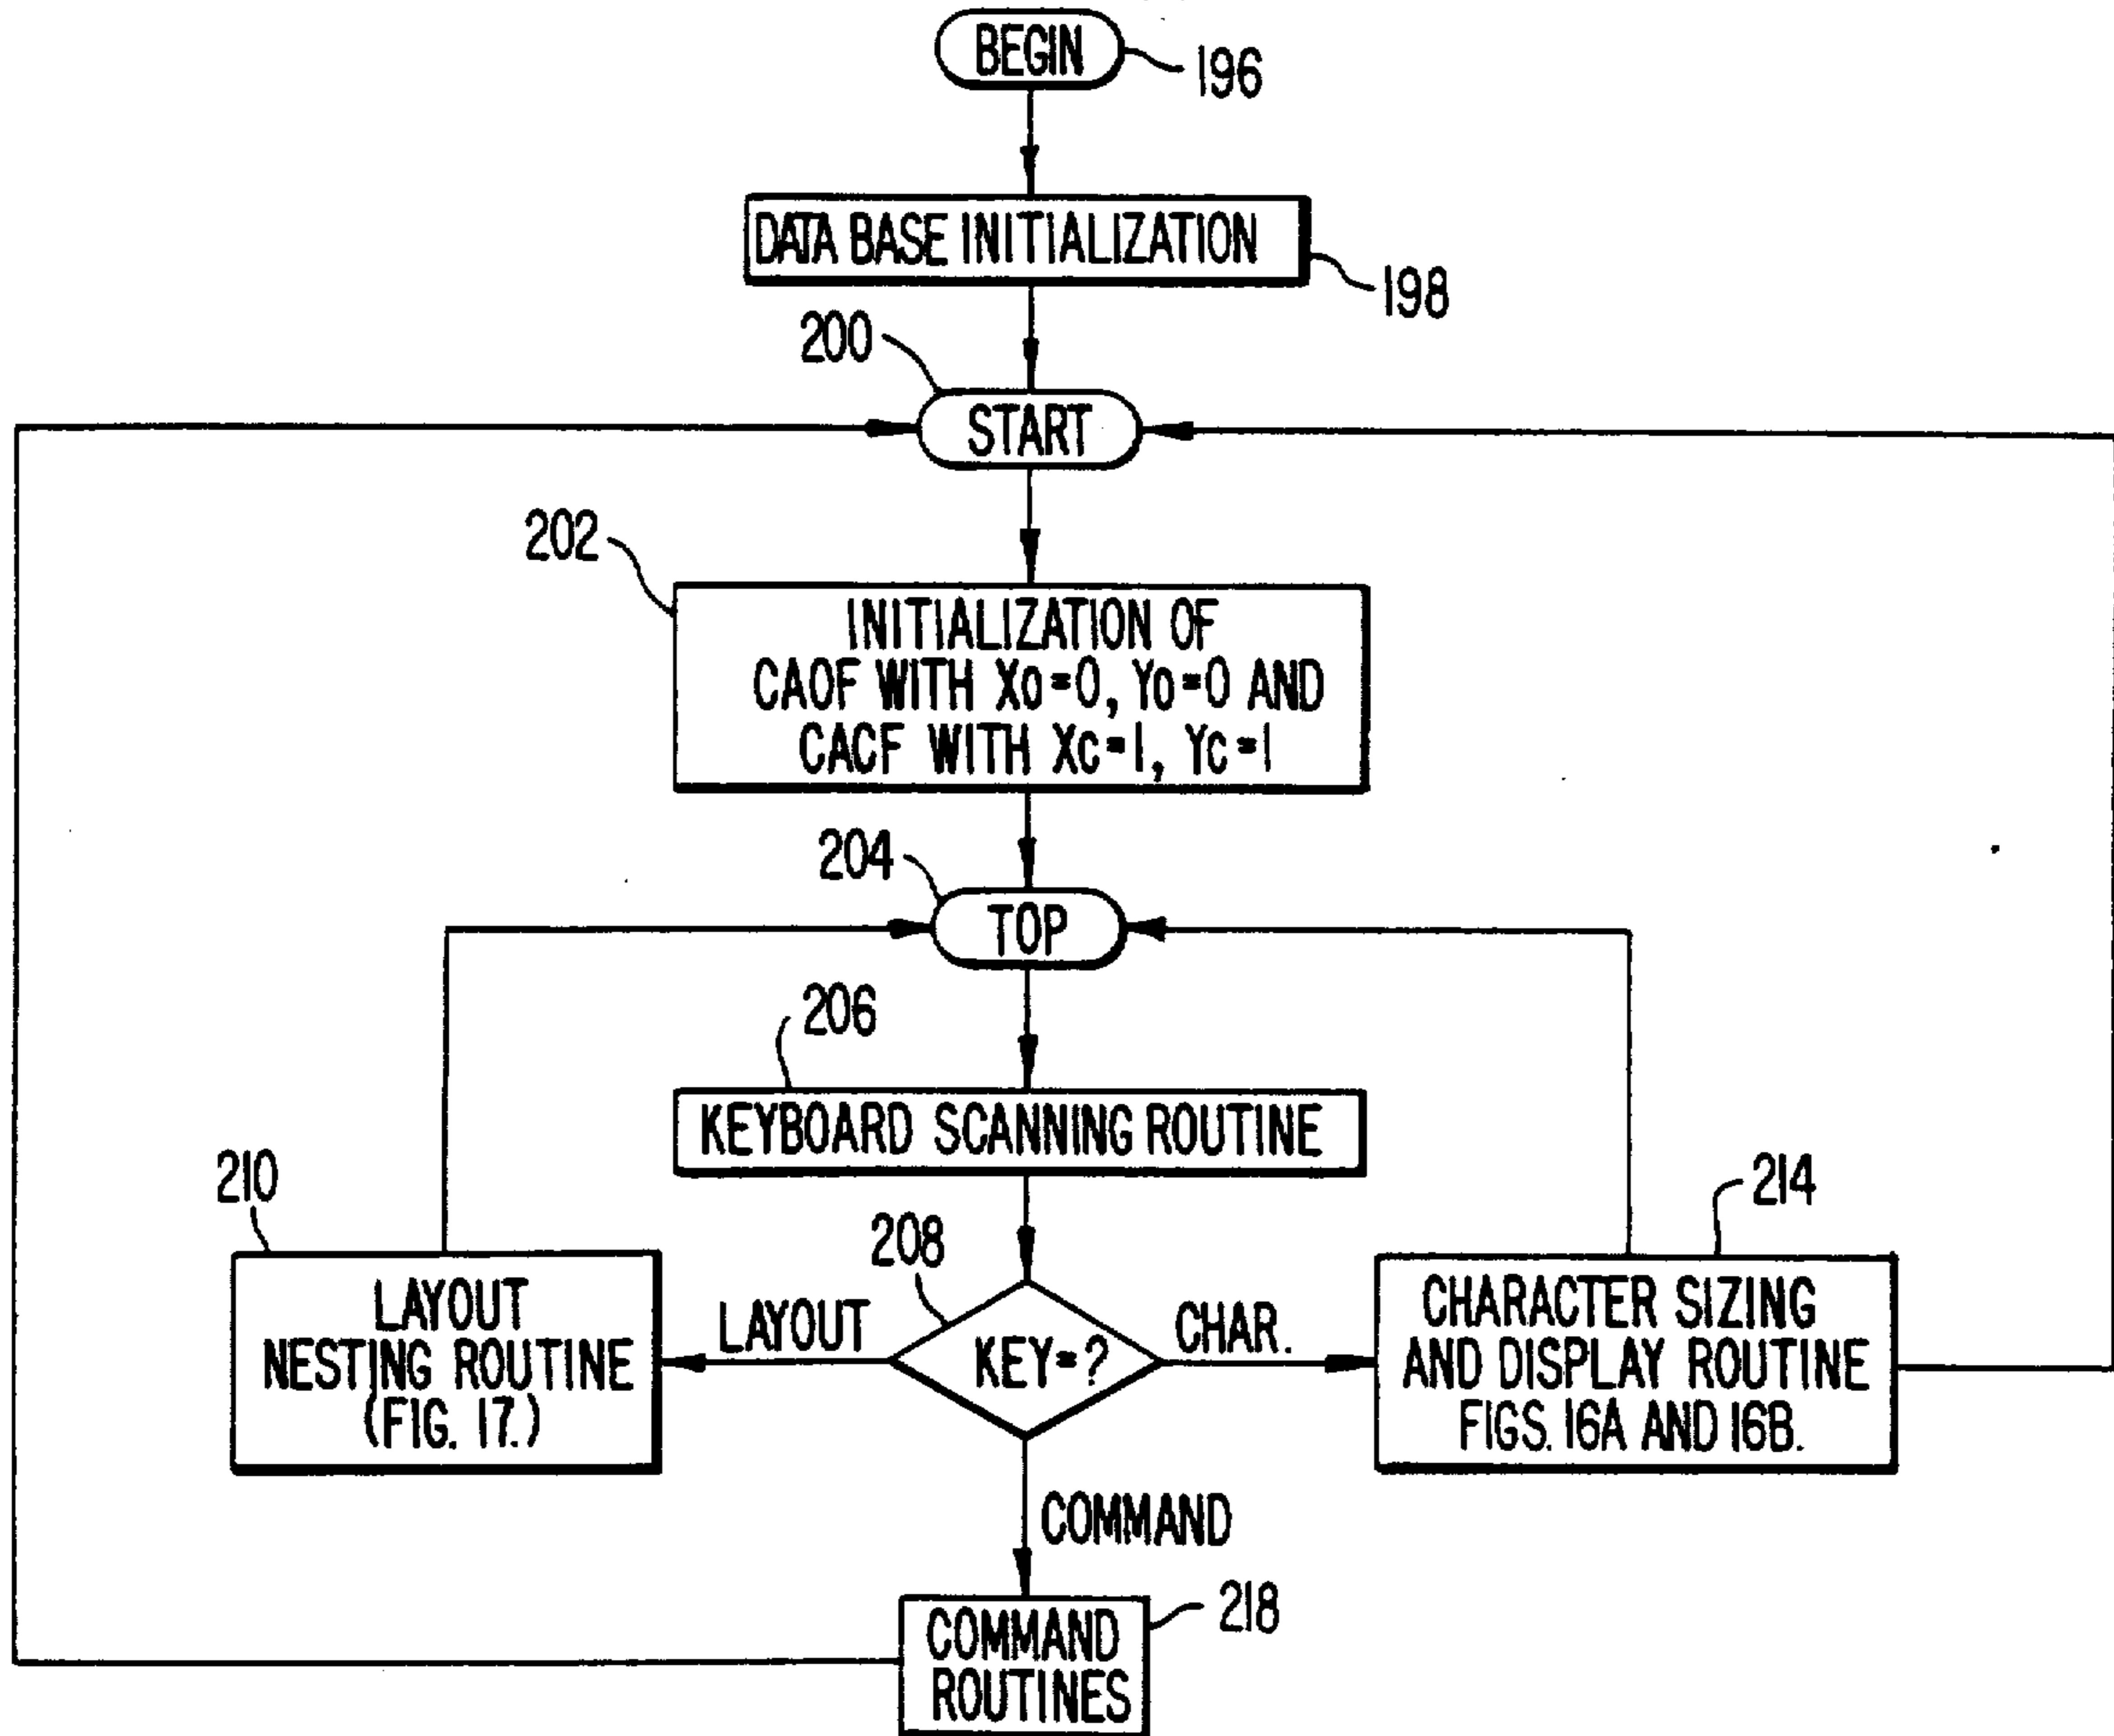 BEGIN
196
DATA BASE INITIALIZATION
198
200
START
202
INITIALIZATION OF
CAOF WITH Xo=0, Yo=0 AND
CACF WITH Xc=1, Yc=1
204
TOP
206
KEYBOARD SCANNING ROUTINE
210
208
214
LAYOUT
NESTING ROUTINE
(FIG. 17.)
LAYOUT
KEY=?
CHAR.
CHARACTER SIZING
AND DISPLAY ROUTINE
FIGS. 16A AND 16B.
COMMAND
218
COMMAND
ROUTINES